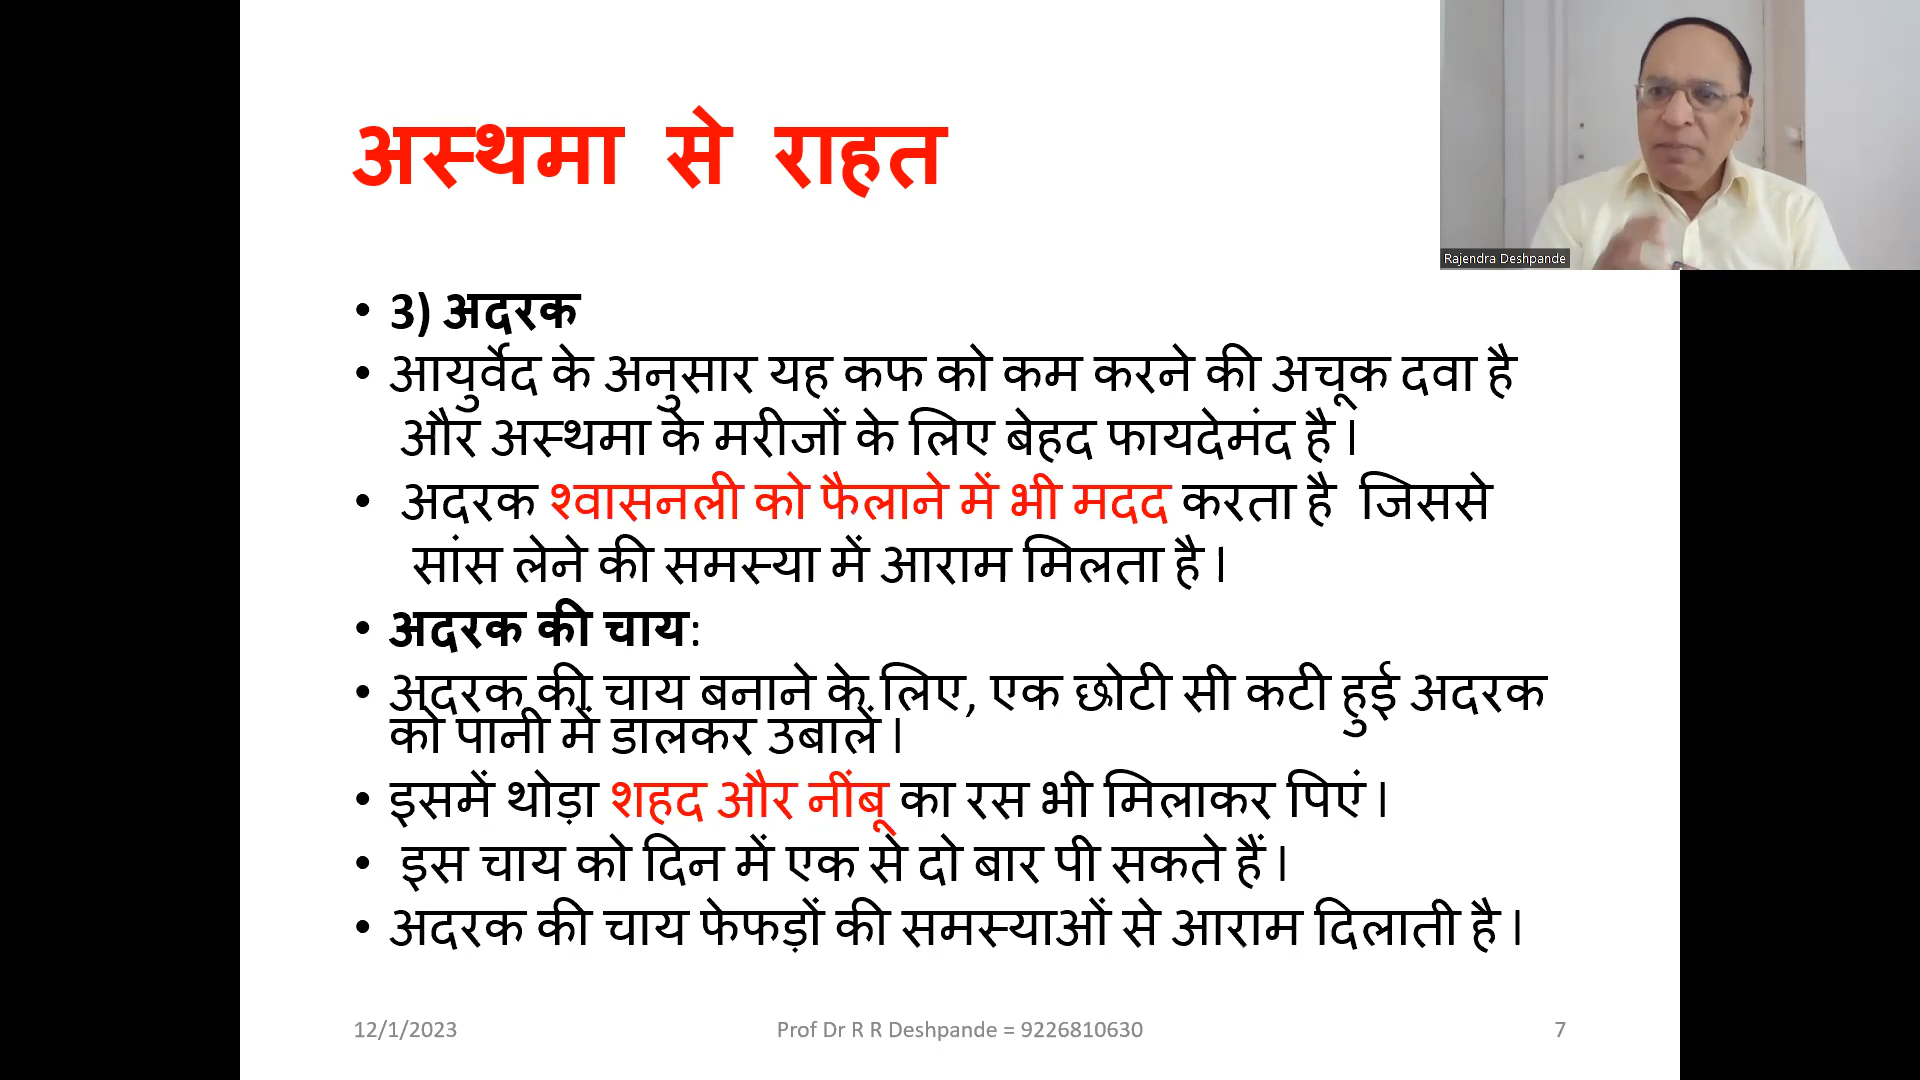 अस्थमा से राहत
Rajendra Deshpande
• 3) अदरक
• आयुर्वेद के अनुसार यह कफ को कम करने की अचूक दवा है
और अस्थमा के मरीजों के लिए बेहद फायदेमंद है।
• अदरक श्वासनली को फैलाने में भी मदद करता है जिससे
सांस लेने की समस्या में आराम मिलता है।
• अदरक की चाय:
• अदरक की चाय बनाने के लिए, एक छोटी सी कटी हुई अदरक
को पानी में डालकर उबालें।
• इसमें थोड़ा शहद और नींबू का रस भी मिलाकर पिएं।
• इस चाय को दिन में एक से दो बार पी सकते हैं।
• अदरक की चाय फेफड़ों की समस्याओं से आराम दिलाती है।
12/1/2023 Prof Dr R R Deshpande = 9226810630 7